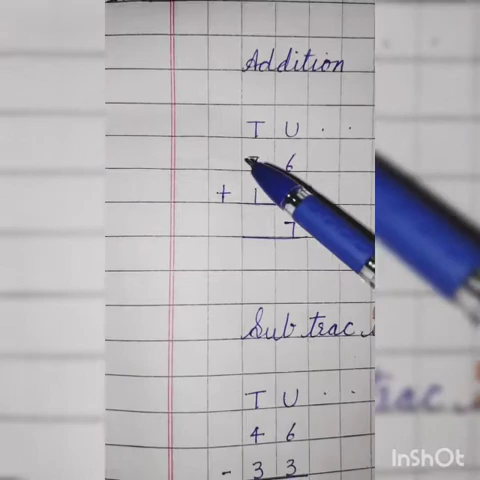 Addition
T U . .
6
+ 1
7
Subtrac
T U . .
4 6
- 3 3
InShOt